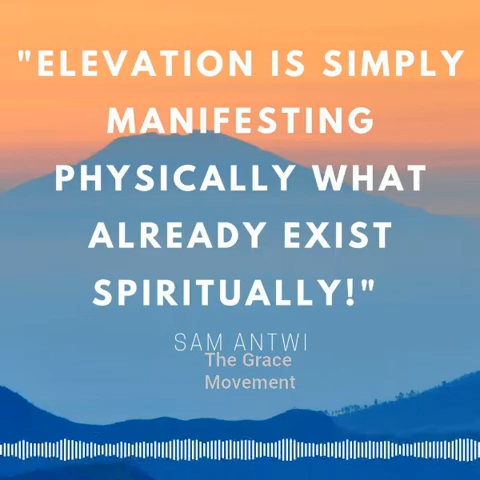 "ELEVATION IS SIMPLY
MANIFESTING
PHYSICALLY WHAT
ALREADY EXIST
SPIRITUALLY!"
SAM ANTWI
The Grace
Movement